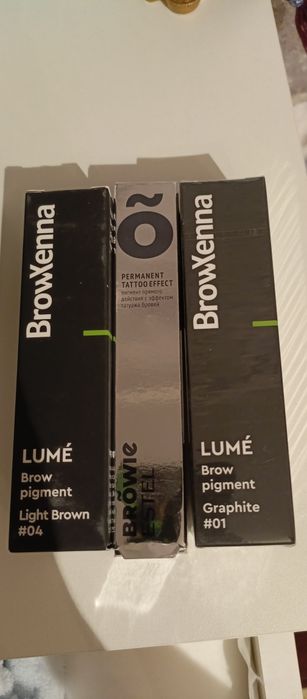 BrowXenna
LUMÉ
Brow
pigment
Light Brown
#04
PERMANENT
TATTOO EFFECT
пигмент прямого
действия с эффектом
татуажа бровей
BROWIE
ESTEL
BrowXenna
LUMÉ
Brow
pigment
Graphite
#01